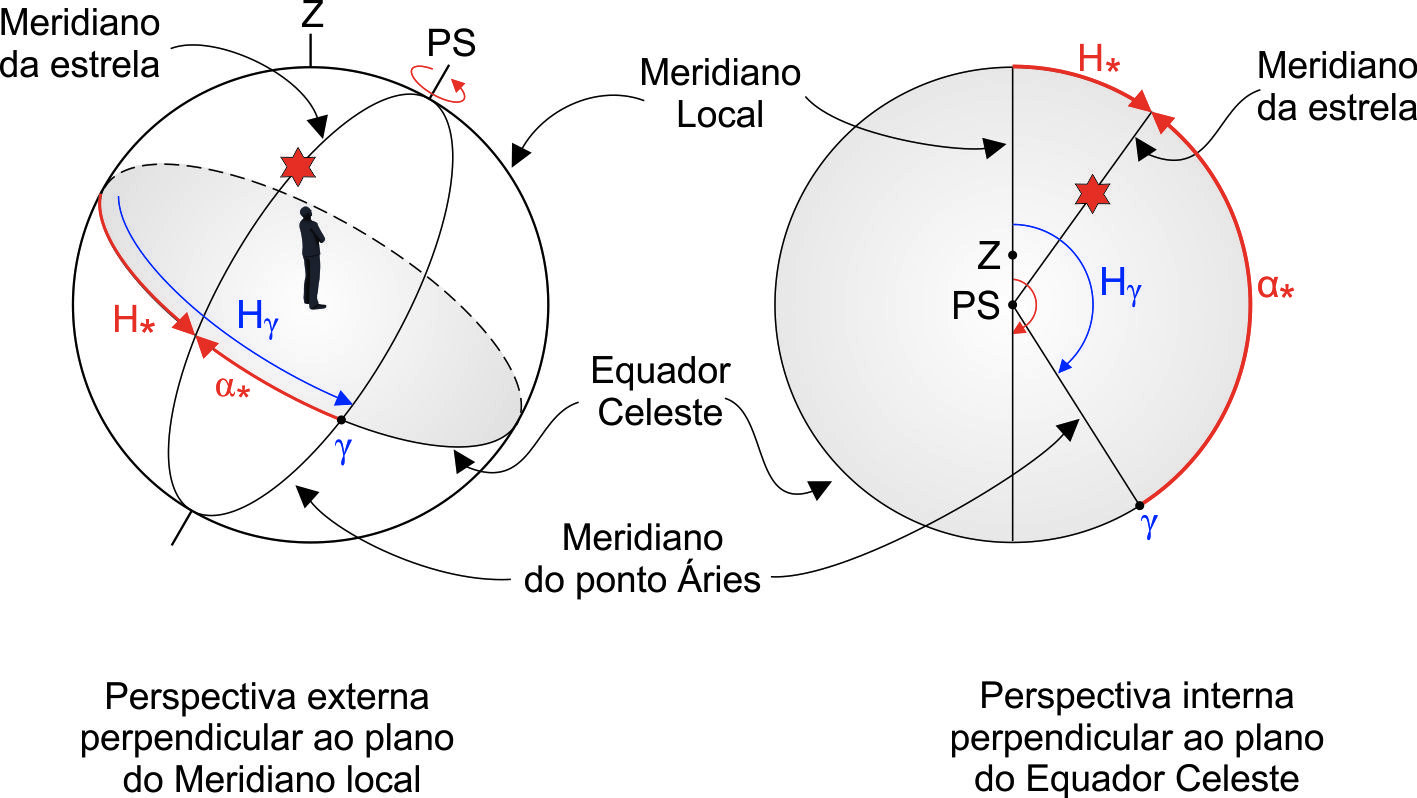 Meridiano
da estrela
Z
PS
Meridiano
Local
H*
Meridiano
da estrela
Z
PS
Hγ
α*
H*
Hγ
α*
γ
Equador
Celeste
γ
Meridiano
do ponto Áries
Perspectiva externa
perpendicular ao plano
do Meridiano local
Perspectiva interna
perpendicular ao plano
do Equador Celeste